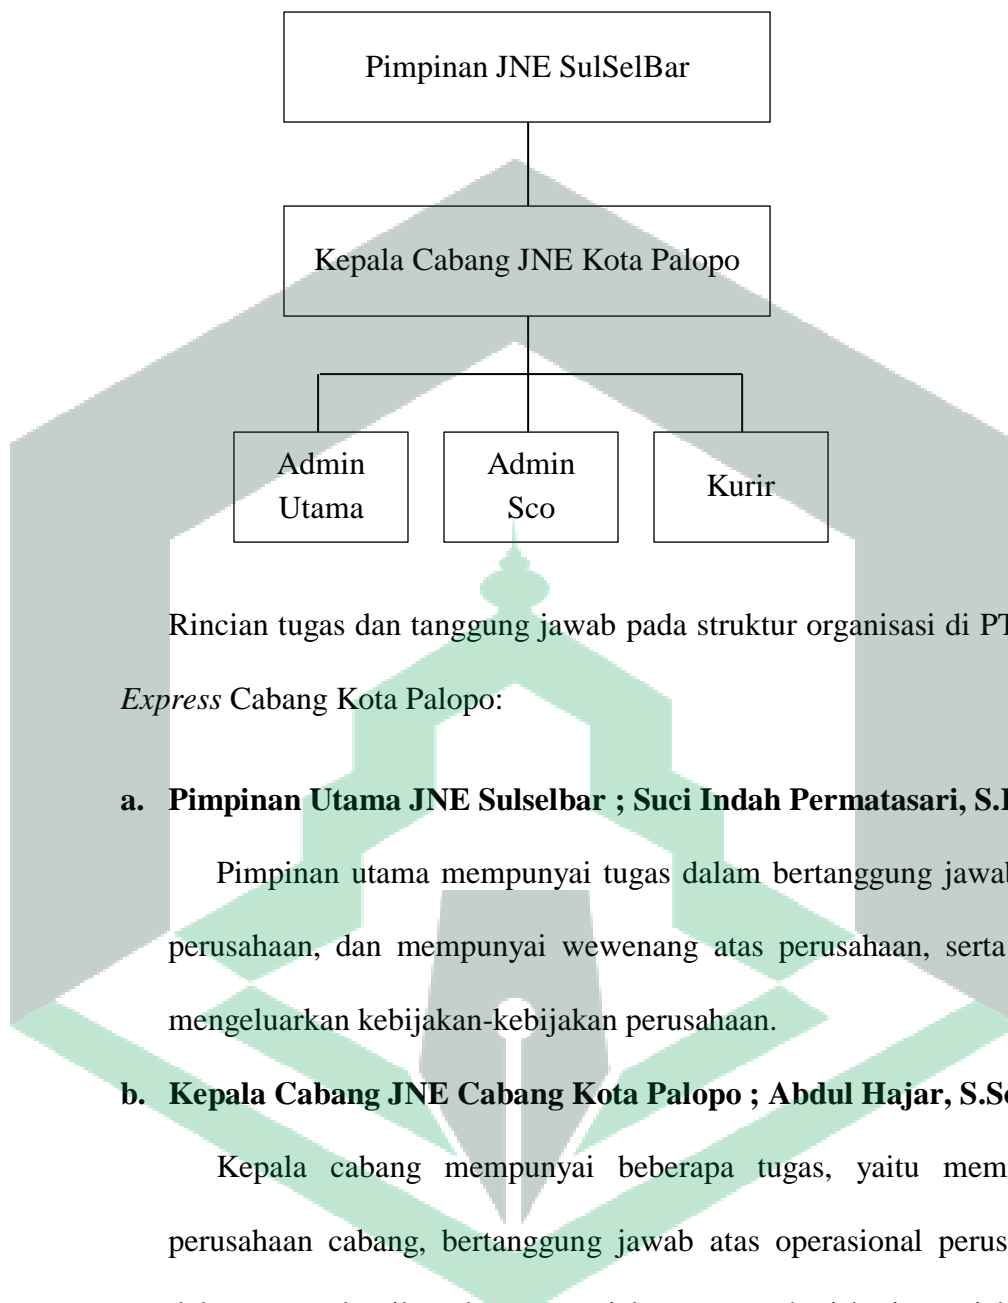 Pimpinan JNE SulSelBar
Kepala Cabang JNE Kota Palopo
Admin
Utama
Admin
Sco
Kurir
Rincian tugas dan tanggung jawab pada struktur organisasi di PT
Express Cabang Kota Palopo:
a. Pimpinan Utama JNE Sulselbar ; Suci Indah Permatasari, S.
Pimpinan utama mempunyai tugas dalam bertanggung jawab
perusahaan, dan mempunyai wewenang atas perusahaan, serta
mengeluarkan kebijakan-kebijakan perusahaan.
b. Kepala Cabang JNE Cabang Kota Palopo ; Abdul Hajar, S.So
Kepala cabang mempunyai beberapa tugas, yaitu mem
perusahaan cabang, bertanggung jawab atas operasional perus